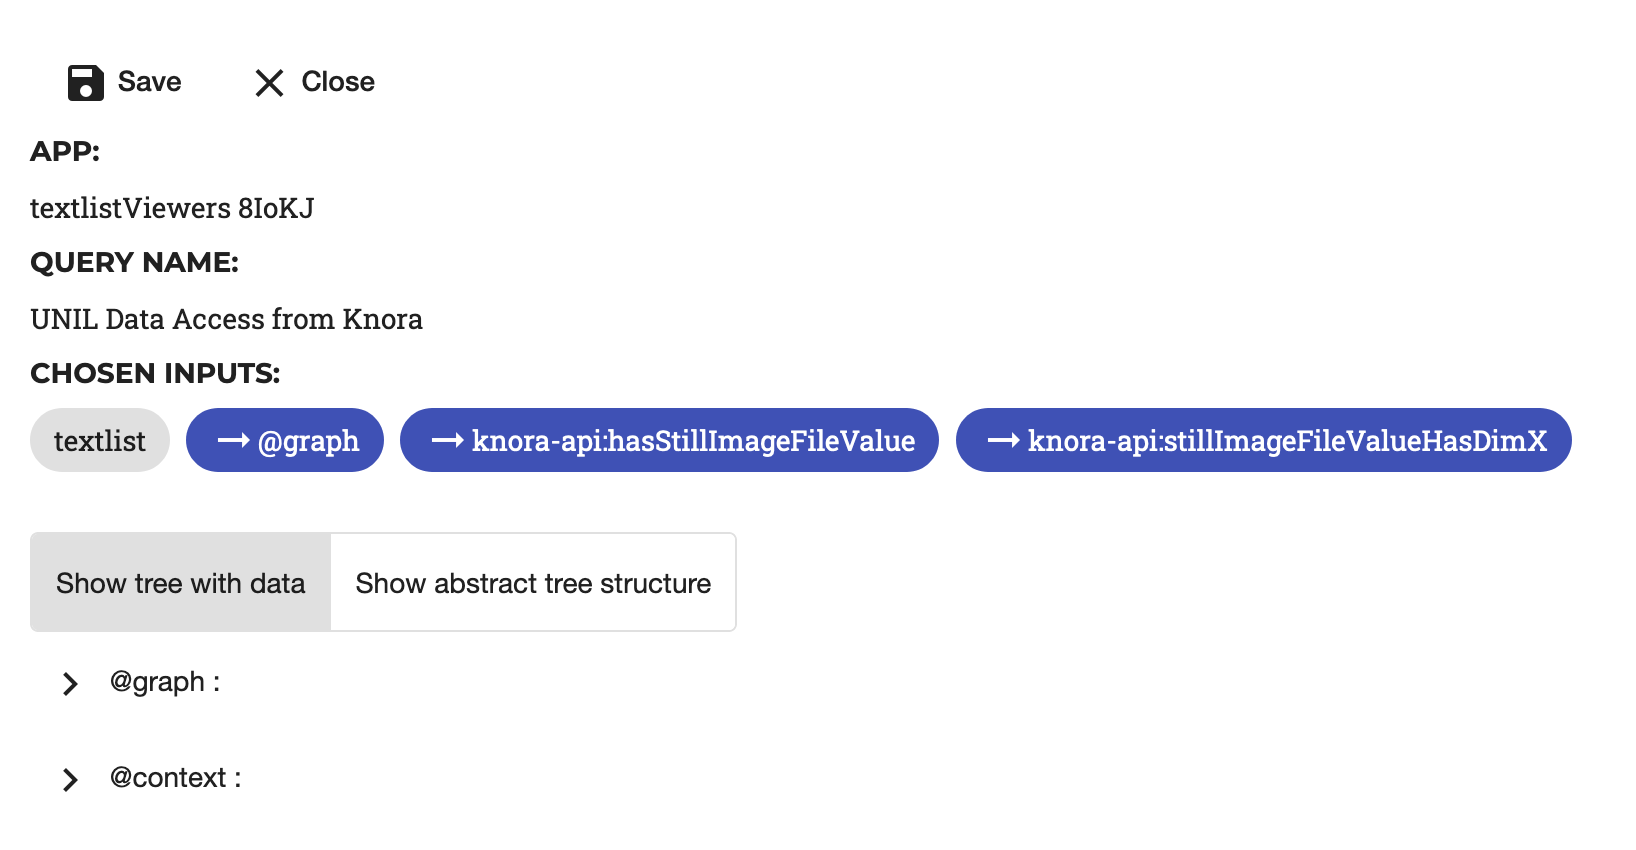 Save Close
APP:
textlistViewers 8IoKJ
QUERY NAME:
UNIL Data Access from Knora
CHOSEN INPUTS:
textlist → @graph → knora-api:hasStillImageFileValue → knora-api:stillImageFileValueHasDimX
Show tree with data Show abstract tree structure
@graph :
@context :